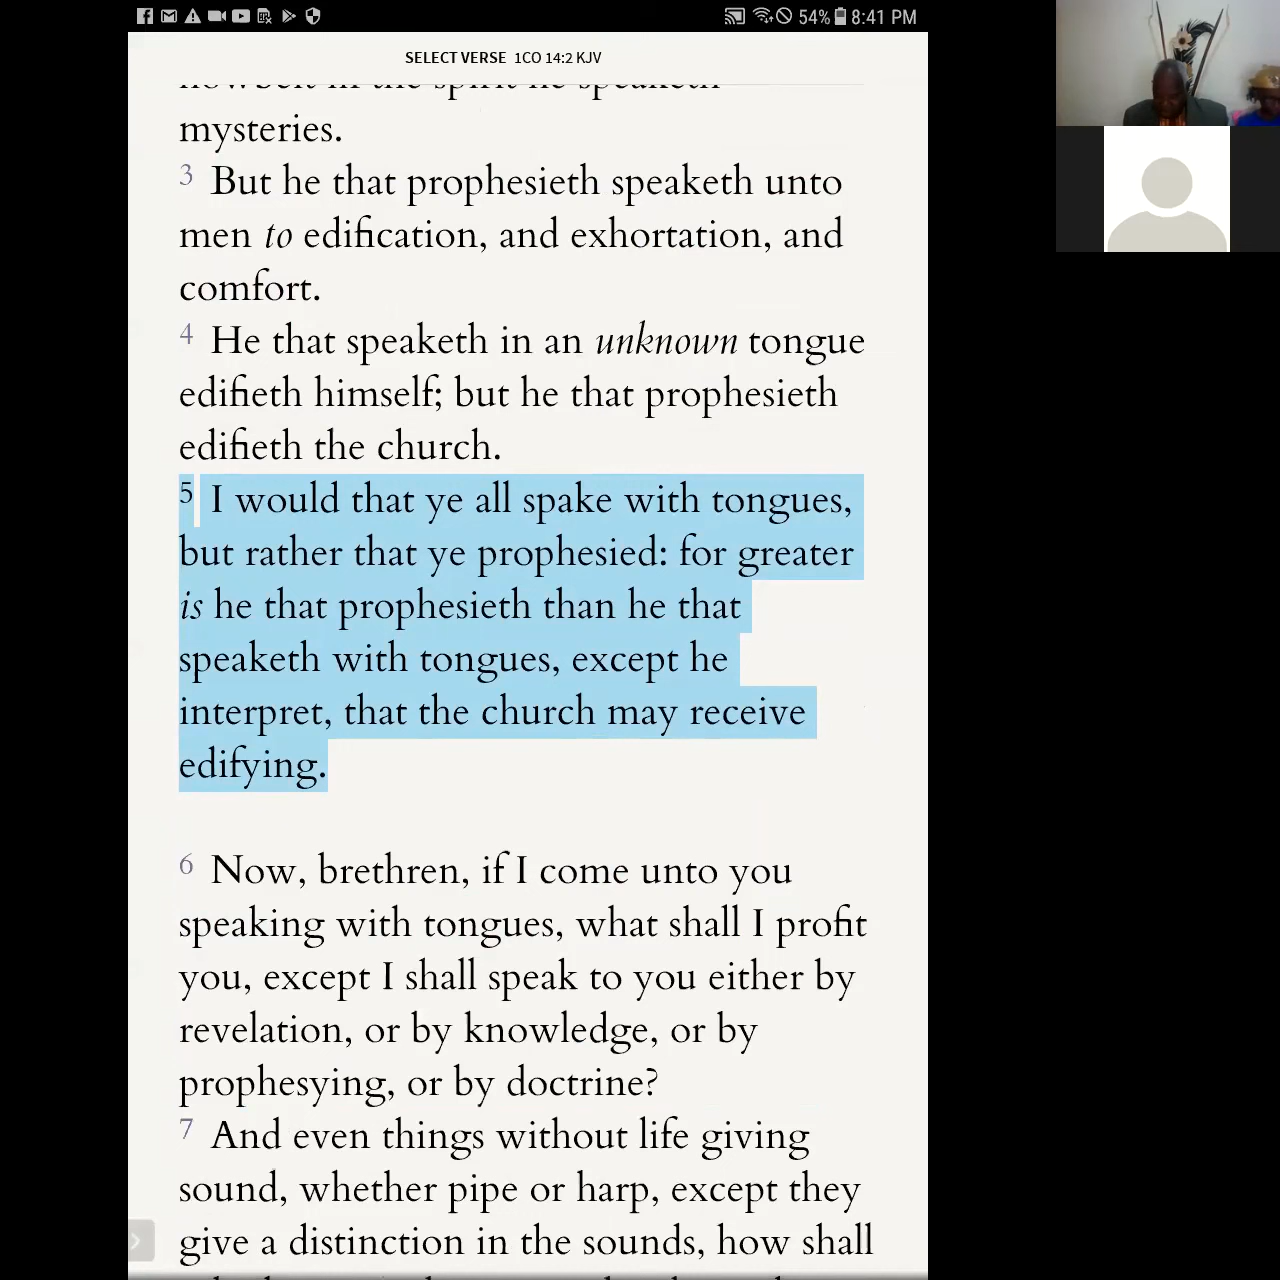 54% 8:41 PM
SELECT VERSE 1CO 14:2 KJV
howbeit in the spirit he speaketh
mysteries.
3 But he that prophesieth speaketh unto
men to edification, and exhortation, and
comfort.
4 He that speaketh in an unknown tongue
edifieth himself; but he that prophesieth
edifieth the church.
5 I would that ye all spake with tongues,
but rather that ye prophesied: for greater
is he that prophesieth than he that
speaketh with tongues, except he
interpret, that the church may receive
edifying.
6 Now, brethren, if I come unto you
speaking with tongues, what shall I profit
you, except I shall speak to you either by
revelation, or by knowledge, or by
prophesying, or by doctrine?
7 And even things without life giving
sound, whether pipe or harp, except they
give a distinction in the sounds, how shall